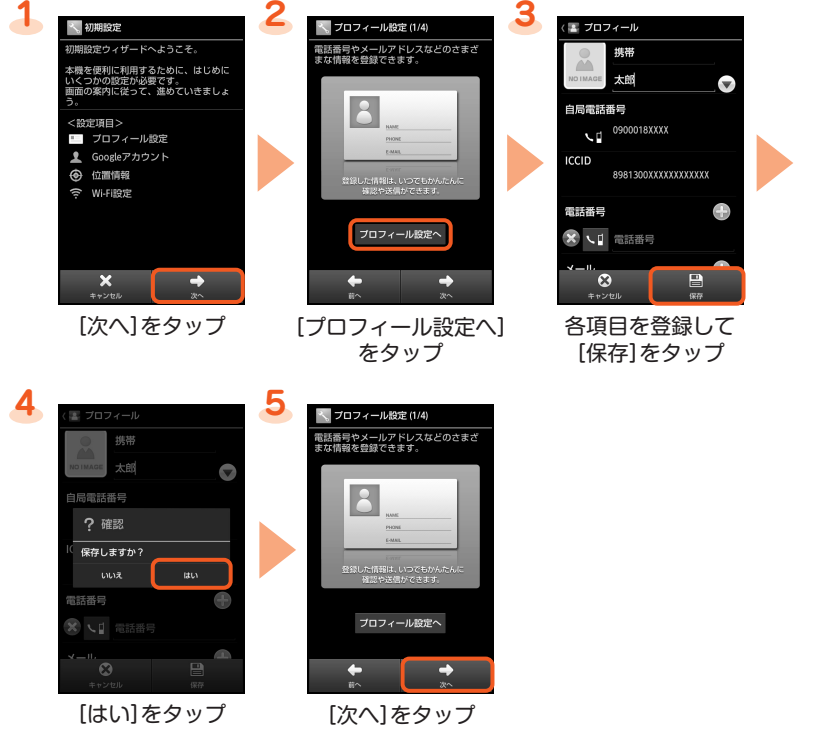 1
初期設定
初期設定ウィザードへようこそ。
本機を便利に利用するために、はじめに
いくつかの設定が必要です。
画面の案内に従って、進めていきましょ
う。
<設定項目>
プロフィール設定
Googleアカウント
位置情報
Wi-Fi設定
キャンセル
次へ
[次へ]をタップ
2
プロフィール設定 (1/4)
電話番号やメールアドレスなどのさまざ
まな情報を登録できます。
NAME
PHONE
E-MAIL
登録した情報は、いつでもかんたんに
確認や送信ができます。
プロフィール設定へ
前へ
次へ
[プロフィール設定へ]
をタップ
3
プロフィール
NO IMAGE
携帯
太郎
自局電話番号
0900018XXXX
ICCID
8981300XXXXXXXXXXXX
電話番号
電話番号
メール
キャンセル
保存
各項目を登録して
[保存]をタップ
4
プロフィール
NO IMAGE
携帯
太郎
自局電話番号
? 確認
IC
保存しますか？
いいえ
はい
電話番号
電話番号
メール
キャンセル
保存
[はい]をタップ
5
プロフィール設定 (1/4)
電話番号やメールアドレスなどのさまざ
まな情報を登録できます。
NAME
PHONE
E-MAIL
登録した情報は、いつでもかんたんに
確認や送信ができます。
プロフィール設定へ
前へ
次へ
[次へ]をタップ